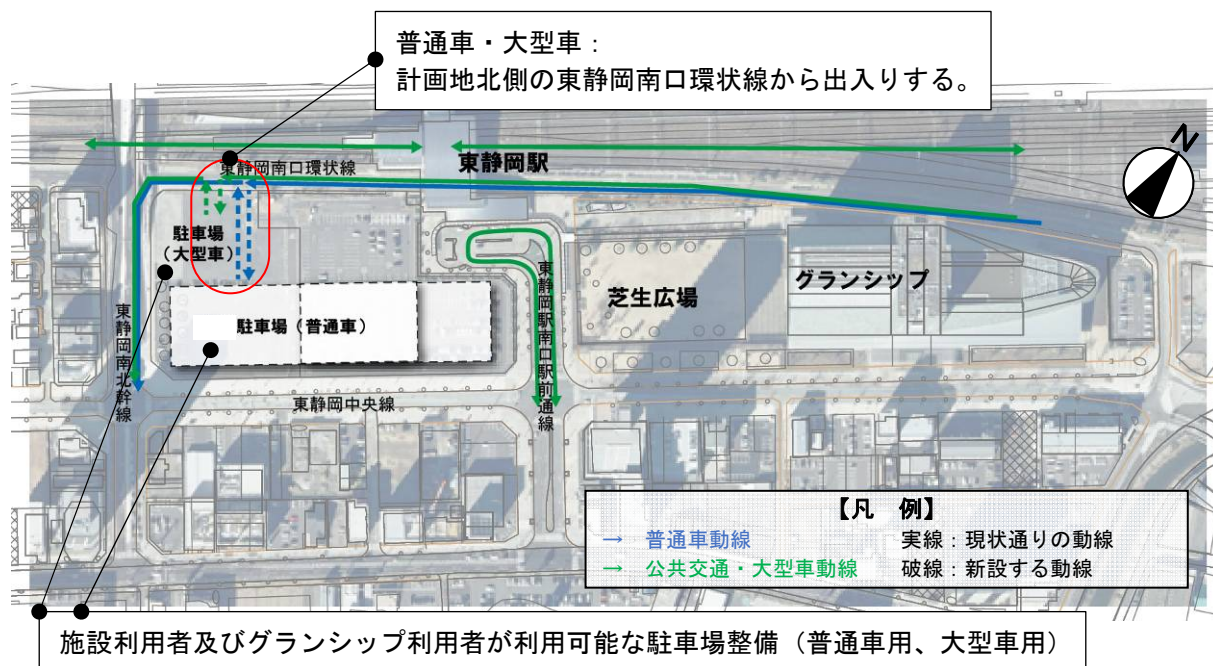 普通車・大型車：
計画地北側の東静岡南口環状線から出入りする。
N
東静岡南口環状線
東静岡駅
駐車場
（大型車）
駐車場（普通車）
東静岡南北幹線
東静岡駅南口駅前通線
芝生広場
グランシップ
東静岡中央線
【凡　例】
→ 普通車動線　実線：現状通りの動線
→ 公共交通・大型車動線　破線：新設する動線
施設利用者及びグランシップ利用者が利用可能な駐車場整備（普通車用、大型車用）